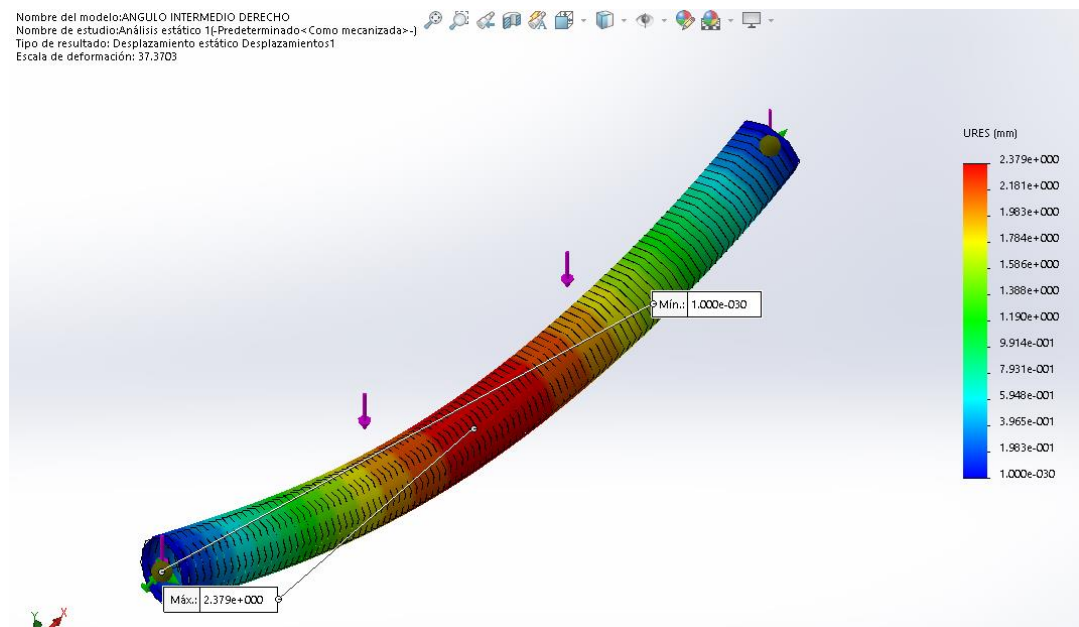 Nombre del modelo:ANGULO INTERMEDIO DERECHO
Nombre de estudio:Análisis estático 1(-Predeterminado<Como mecanizada>-)
Tipo de resultado: Desplazamiento estático Desplazamientos1
Escala de deformación: 37.3703
URES (mm)
2.379e+000
2.181e+000
1.983e+000
1.784e+000
1.586e+000
1.388e+000
1.190e+000
9.914e-001
7.931e-001
5.948e-001
3.965e-001
1.983e-001
1.000e-030
Mín.: 1.000e-030
Máx.: 2.379e+000
Y X